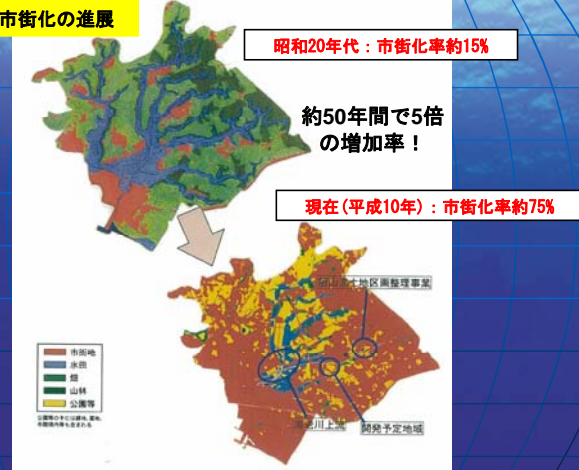 市街化の進展
昭和20年代：市街化率約15%
約50年間で5倍
の増加率！
現在(平成10年)：市街化率約75%
土地区画整理事業
市街地
水田
畑
山林
公園等
開発予定地域
川上流